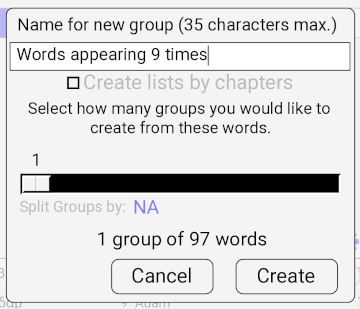 Name for new group (35 characters max.)
Words appearing 9 times
Create lists by chapters
Select how many groups you would like to
create from these words.
1
Split Groups by: NA
1 group of 97 words
Cancel Create
Adam